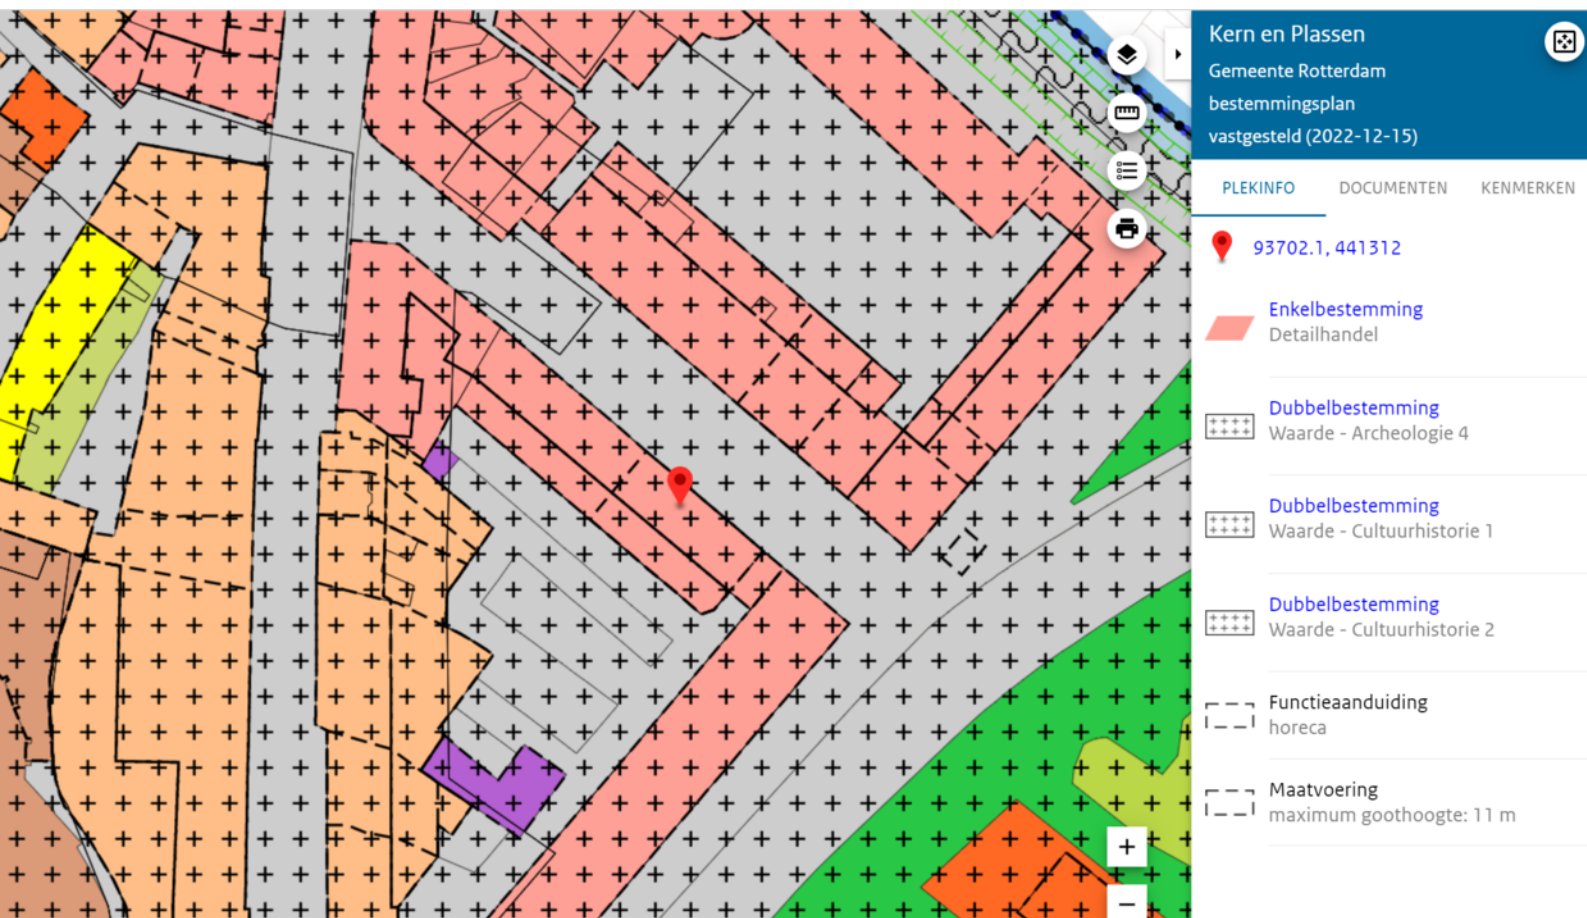 Kern en Plassen
Gemeente Rotterdam
bestemmingsplan
vastgesteld (2022-12-15)
PLEKINFO DOCUMENTEN KENMERKEN
93702.1, 441312
Enkelbestemming
Detailhandel
Dubbelbestemming
Waarde - Archeologie 4
Dubbelbestemming
Waarde - Cultuurhistorie 1
Dubbelbestemming
Waarde - Cultuurhistorie 2
Functieaanduiding
horeca
Maatvoering
maximum goothoogte: 11 m